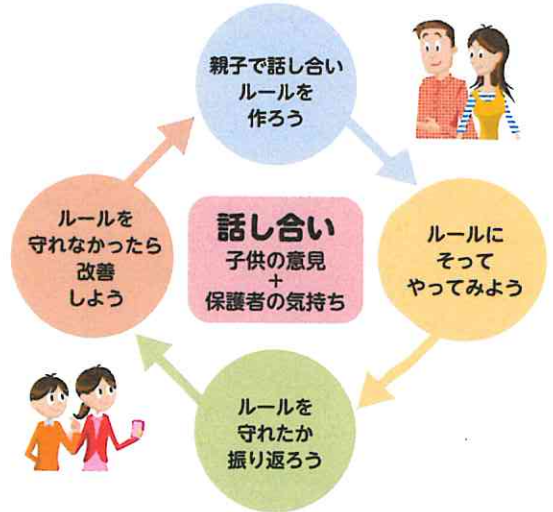 親子で話し合い
ルールを
作ろう
ルールに
そって
やってみよう
ルールを
守れたか
振り返ろう
ルールを
守れなかったら
改善
しよう
話し合い
子供の意見
+
保護者の気持ち